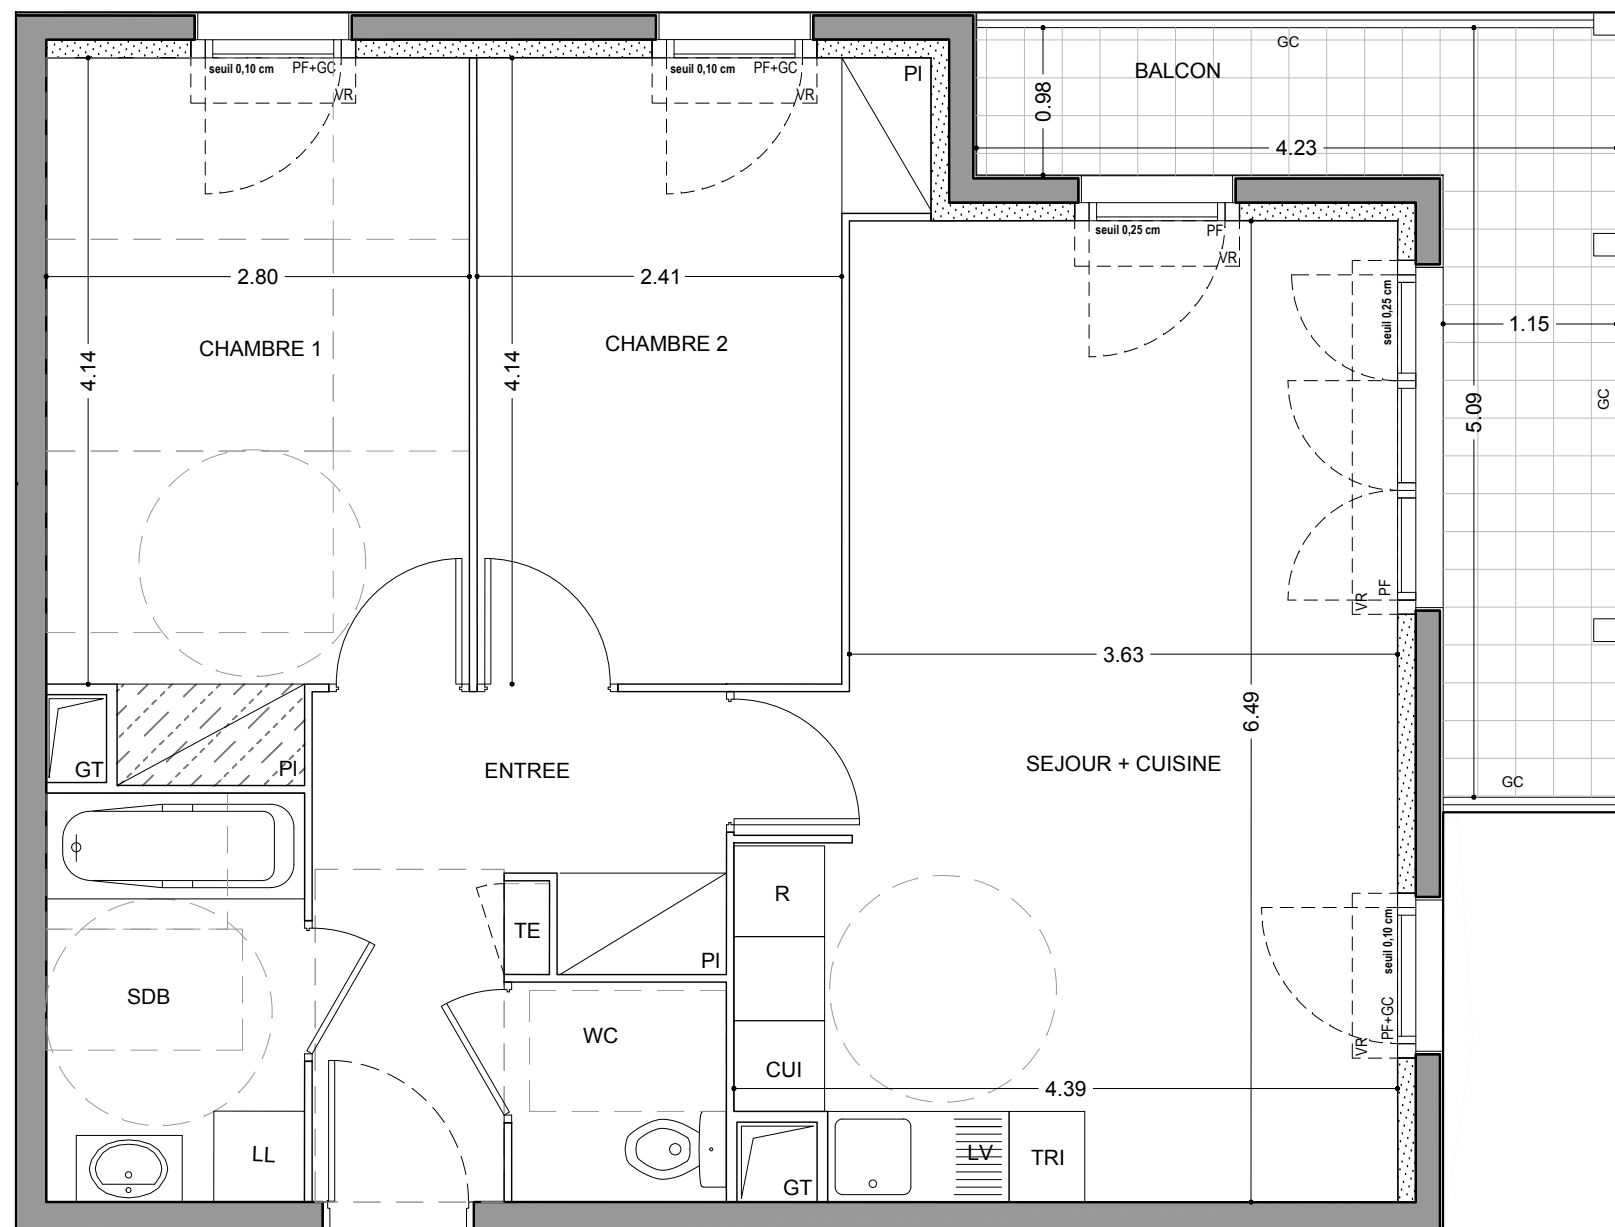 GC
seuil 0,10 cm
PF+GC
VR
seuil 0,10 cm
PF+GC
VR
PI
BALCON
0.98
4.23
seuil 0,25 cm
PF
VR
2.80
2.41
seuil 0,25 cm
1.15
CHAMBRE 1
CHAMBRE 2
4.14
4.14
5.09
GC
VR
PF
3.63
6.49
GT
PI
ENTREE
SEJOUR + CUISINE
GC
R
TE
PI
seuil 0,10 cm
PF+GC
VR
SDB
WC
CUI
4.39
LL
LV
TRI
GT